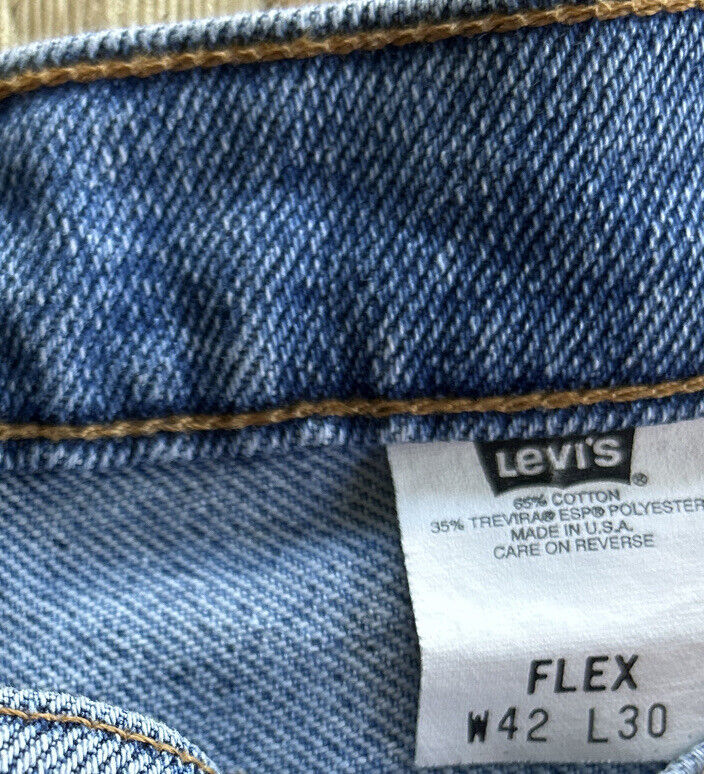 LEVI'S ®
65% COTTON
35% TREVIRA® ESP® POLYESTER
MADE IN U.S.A.
CARE ON REVERSE
FLEX
W42 L30